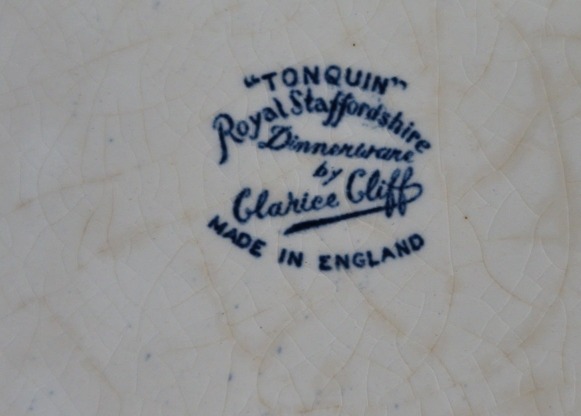 "TONQUIN"
Royal Staffordshire
Dinnerware
by
Clarice Cliff
MADE IN ENGLAND